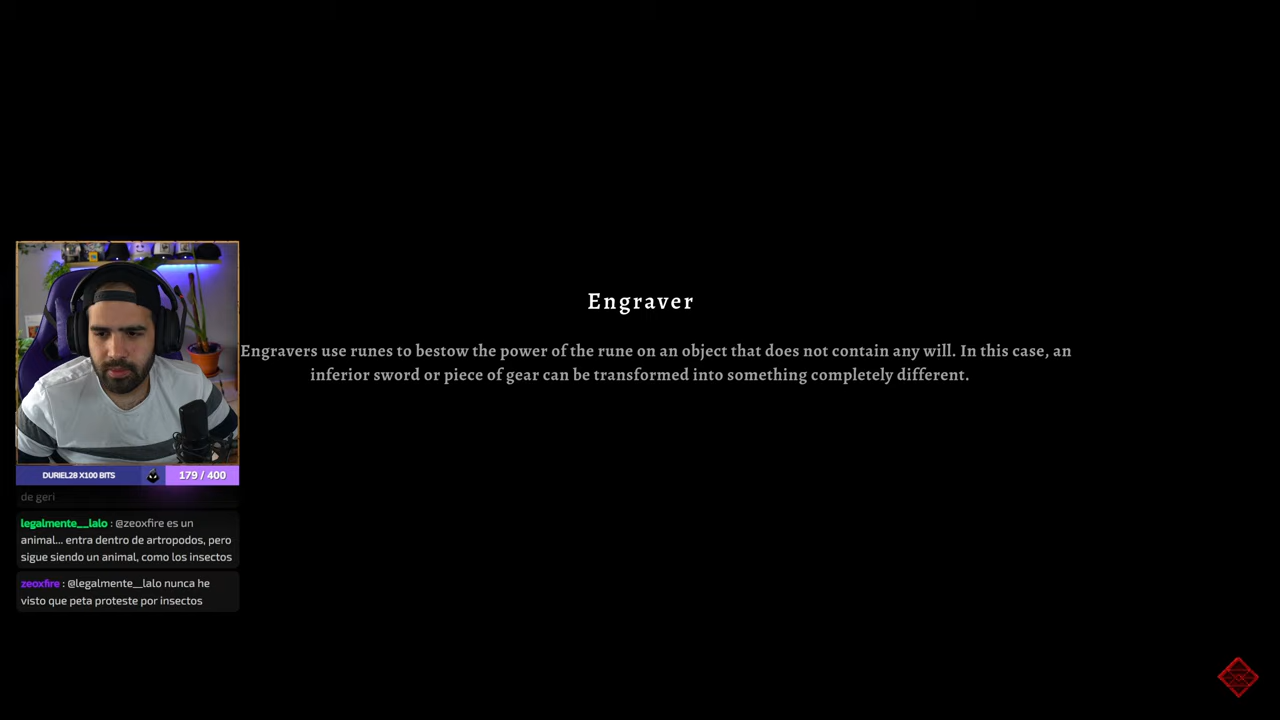 Engraver
Engravers use runes to bestow the power of the rune on an object that does not contain any will. In this case, an
inferior sword or piece of gear can be transformed into something completely different.
DURIEL28 X100 BITS
179 / 400
de geri
legalmente__lalo : @zeoxfire es un
animal... entra dentro de artropodos, pero
sigue siendo un animal, como los insectos
zeoxfire : @legalmente__lalo nunca he
visto que peta proteste por insectos